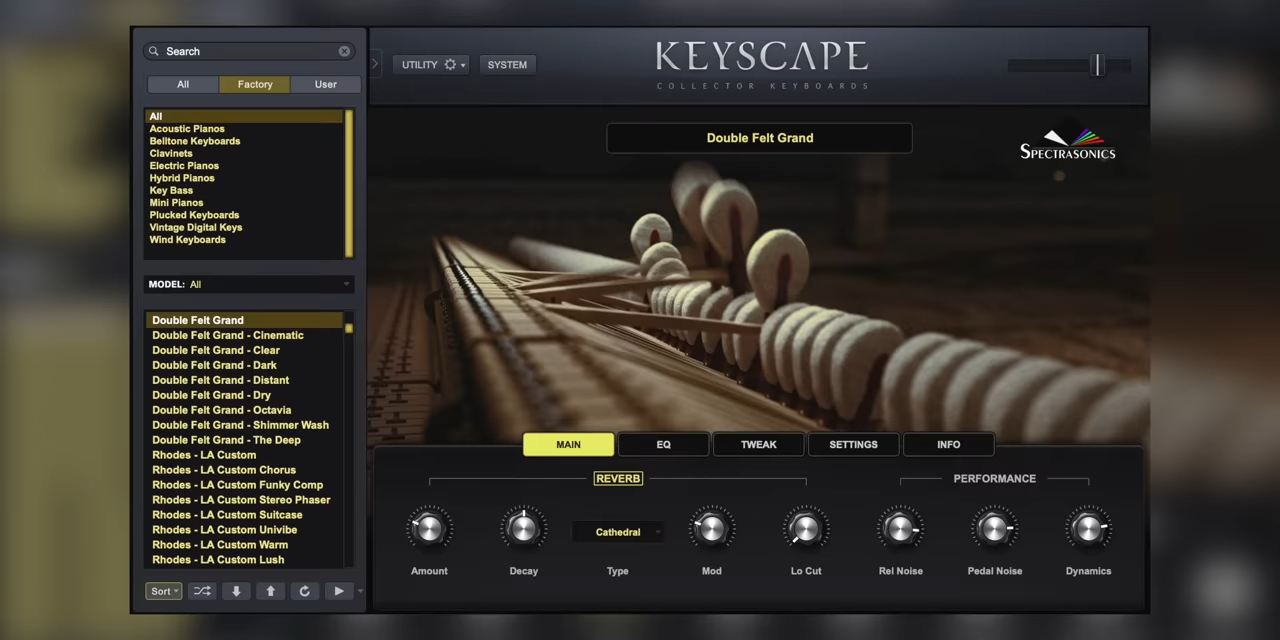 Search
All
Factory
User
All
Acoustic Pianos
Belltone Keyboards
Clavinets
Electric Pianos
Hybrid Pianos
Key Bass
Mini Pianos
Plucked Keyboards
Vintage Digital Keys
Wind Keyboards
MODEL: All
Double Felt Grand
Double Felt Grand - Cinematic
Double Felt Grand - Clear
Double Felt Grand - Dark
Double Felt Grand - Distant
Double Felt Grand - Dry
Double Felt Grand - Octavia
Double Felt Grand - Shimmer Wash
Double Felt Grand - The Deep
Rhodes - LA Custom
Rhodes - LA Custom Chorus
Rhodes - LA Custom Funky Comp
Rhodes - LA Custom Stereo Phaser
Rhodes - LA Custom Suitcase
Rhodes - LA Custom Univibe
Rhodes - LA Custom Warm
Rhodes - LA Custom Lush
Sort
UTILITY
SYSTEM
KEYSCAPE
COLLECTOR KEYBOARDS
Double Felt Grand
SPECTRASONICS
MAIN
EQ
TWEAK
SETTINGS
INFO
REVERB
PERFORMANCE
Cathedral
Amount
Decay
Type
Mod
Lo Cut
Rel Noise
Pedal Noise
Dynamics